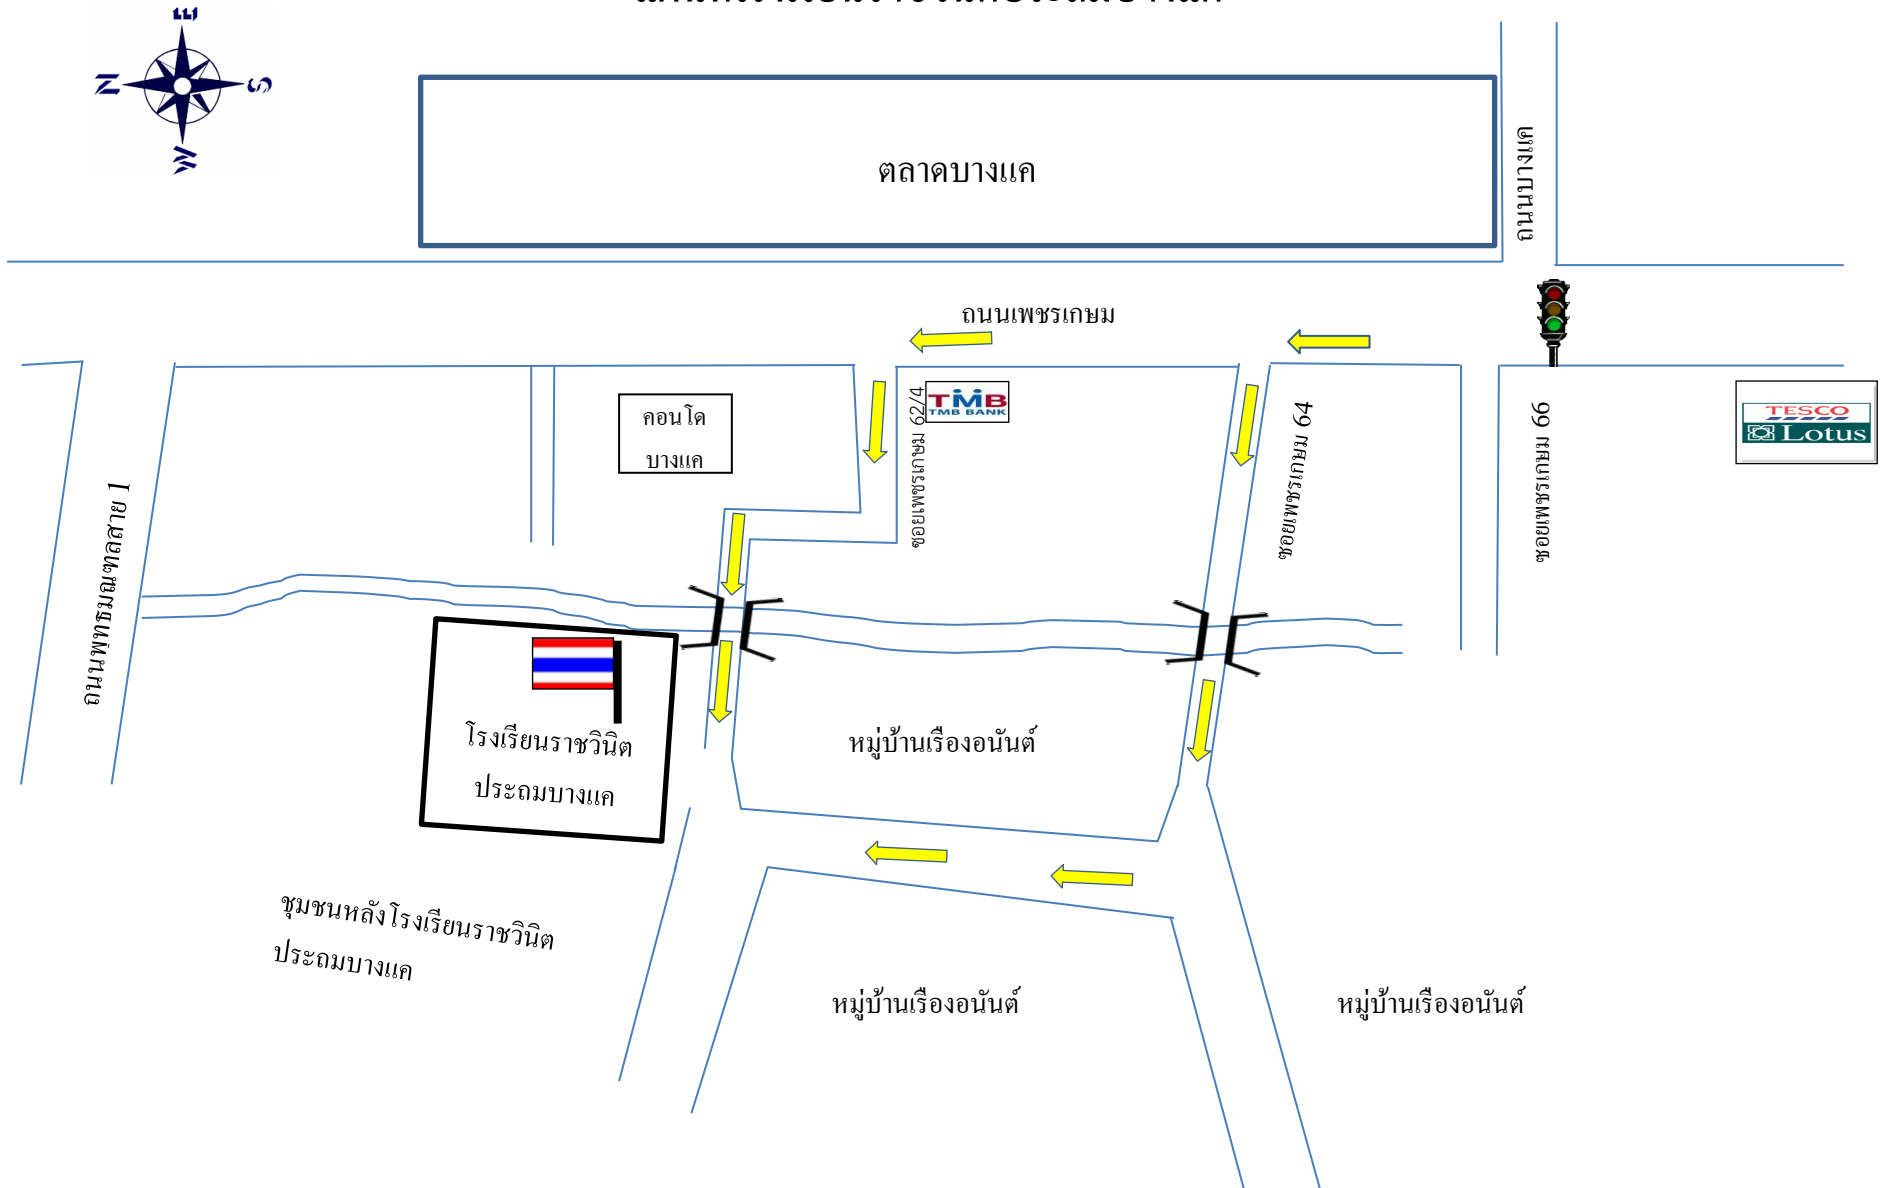 E
N
S
W
ตลาดบางแค
ถนนบางแค
ถนนเพชรเกษม
คอนโด
บางแค
ซอยเพชรเกษม 62/4
TMB
TMB BANK
ซอยเพชรเกษม 64
ซอยเพชรเกษม 66
TESCO
Lotus
ถนนพุทธมณฑลสาย 1
โรงเรียนราชวินิต
ประถมบางแค
หมู่บ้านเรืองอนันต์
ชุมชนหลังโรงเรียนราชวินิต
ประถมบางแค
หมู่บ้านเรืองอนันต์
หมู่บ้านเรืองอนันต์